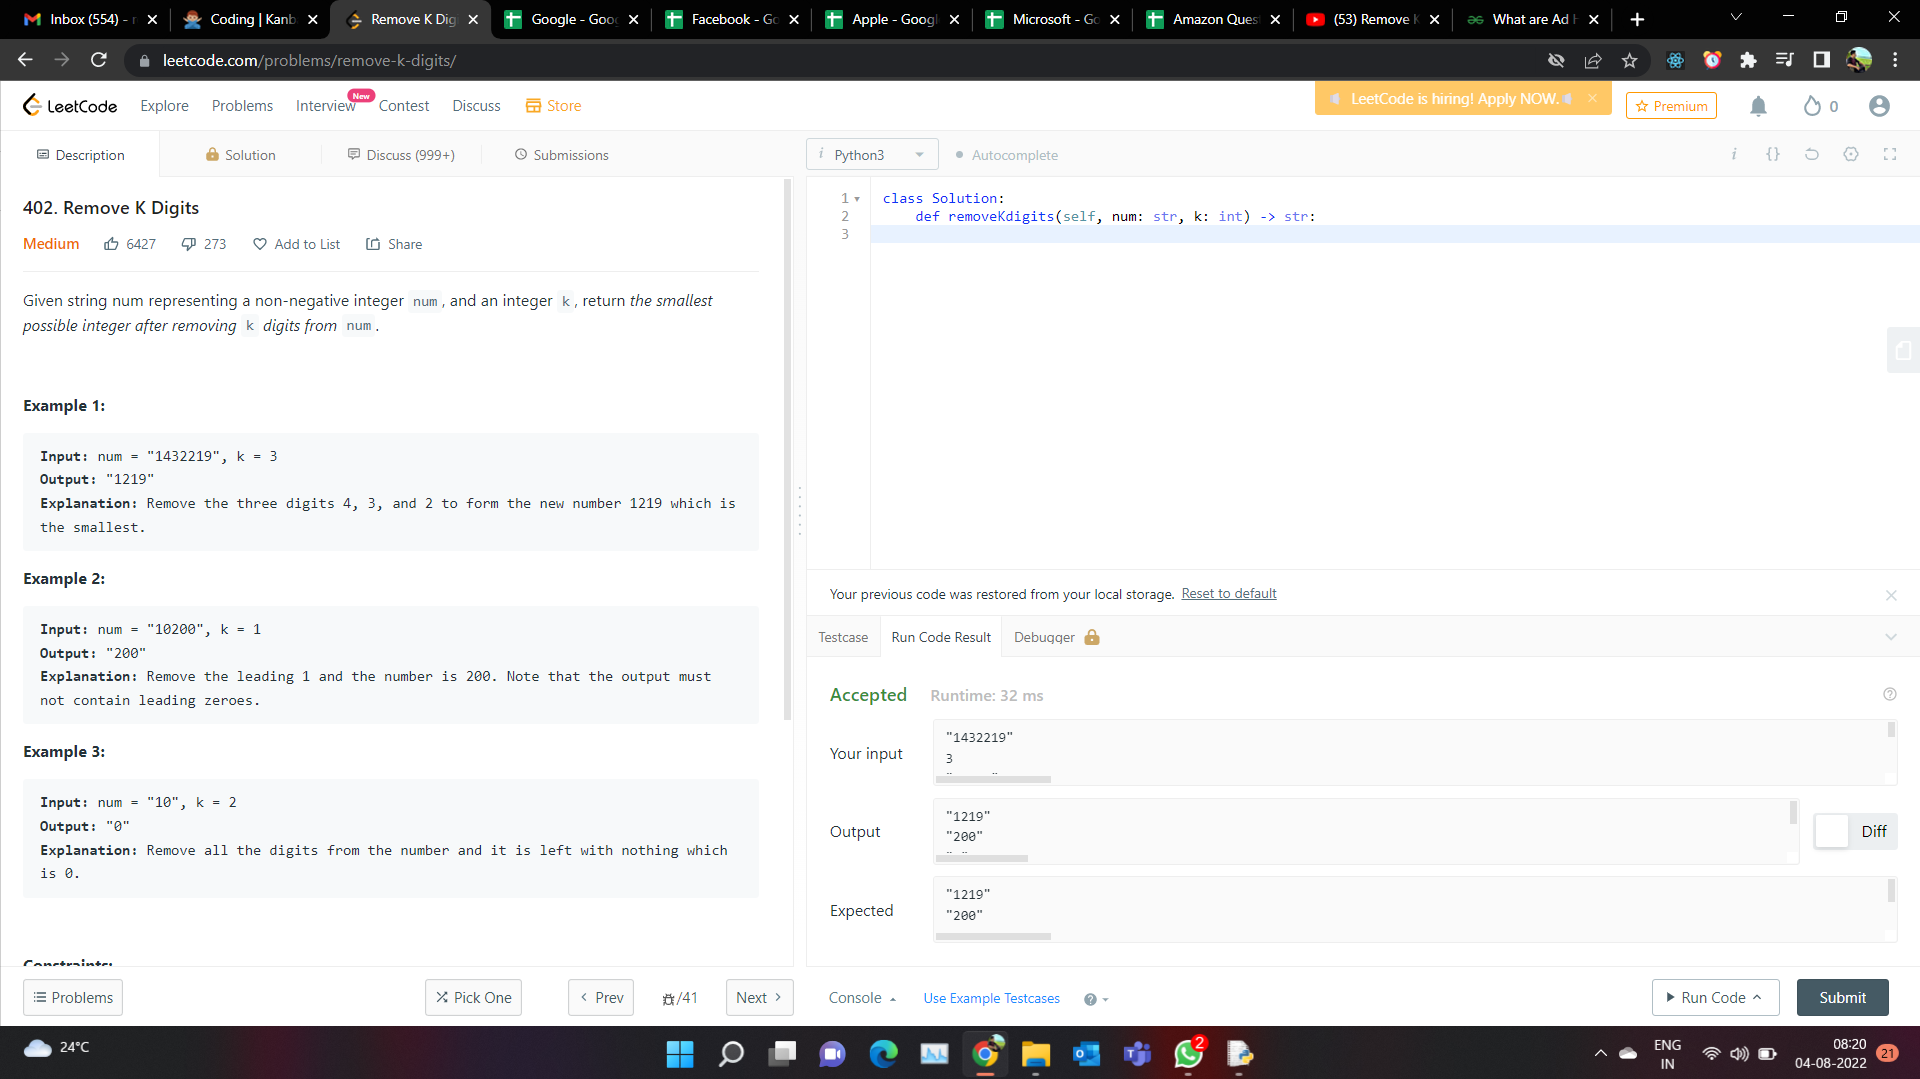 Inbox (554) - r
Coding | Kanb
Remove K Dig
Google - Goog
Facebook - Go
Apple - Googl
Microsoft - Go
Amazon Ques
(53) Remove K
What are Ad H
leetcode.com/problems/remove-k-digits/
LeetCode
Explore
Problems
Interview
New
Contest
Discuss
Store
LeetCode is hiring! Apply NOW.
Premium
0
Description
Solution
Discuss (999+)
Submissions
i Python3
Autocomplete
i {}
402. Remove K Digits
Medium 6427 273 Add to List Share
Given string num representing a non-negative integer num, and an integer k, return the smallest
possible integer after removing k digits from num.
Example 1:
Input: num = "1432219", k = 3
Output: "1219"
Explanation: Remove the three digits 4, 3, and 2 to form the new number 1219 which is
the smallest.
Example 2:
Input: num = "10200", k = 1
Output: "200"
Explanation: Remove the leading 1 and the number is 200. Note that the output must
not contain leading zeroes.
Example 3:
Input: num = "10", k = 2
Output: "0"
Explanation: Remove all the digits from the number and it is left with nothing which
is 0.
Constraints:
1 class Solution:
2 def removeKdigits(self, num: str, k: int) -> str:
3
Your previous code was restored from your local storage. Reset to default
Testcase
Run Code Result
Debugger
Accepted Runtime: 32 ms
Your input
"1432219"
3
Output
"1219"
"200"
Diff
Expected
"1219"
"200"
Problems
Pick One
Prev
/41
Next
Console
Use Example Testcases
Run Code
Submit
24°C
2
ENG
IN
08:20
04-08-2022
21